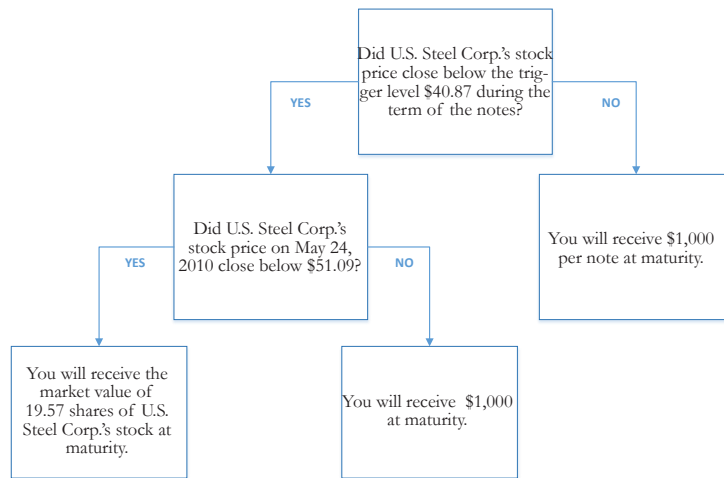 Did U.S. Steel Corp.'s stock
price close below the trig-
ger level $40.87 during the
term of the notes?
YES
NO
Did U.S. Steel Corp.'s
stock price on May 24,
2010 close below $51.09?
You will receive $1,000
per note at maturity.
YES
NO
You will receive the
market value of
19.57 shares of U.S.
Steel Corp.'s stock at
maturity.
You will receive $1,000
at maturity.